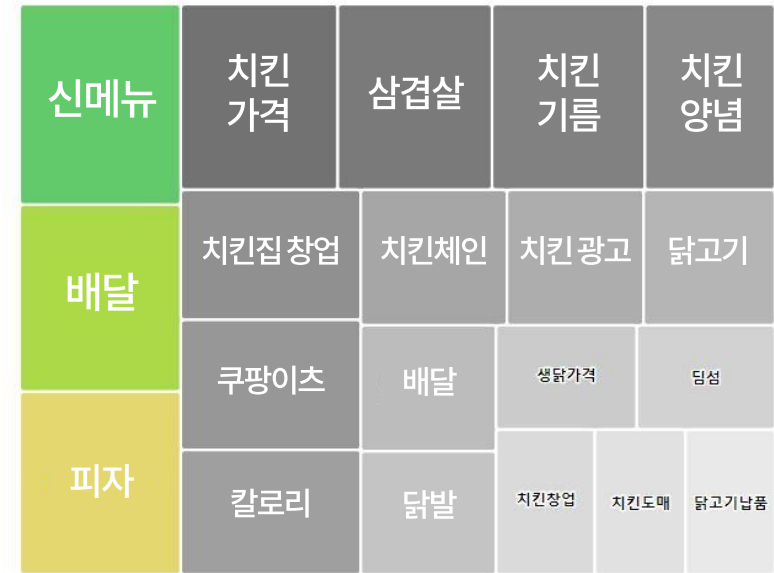 신메뉴
치킨
가격
삼겹살
치킨
기름
치킨
양념
배달
치킨집 창업
치킨체인
치킨 광고
닭고기
쿠팡이츠
배달
생닭가격
딤섬
피자
칼로리
닭발
치킨창업
치킨도매
닭고기납품